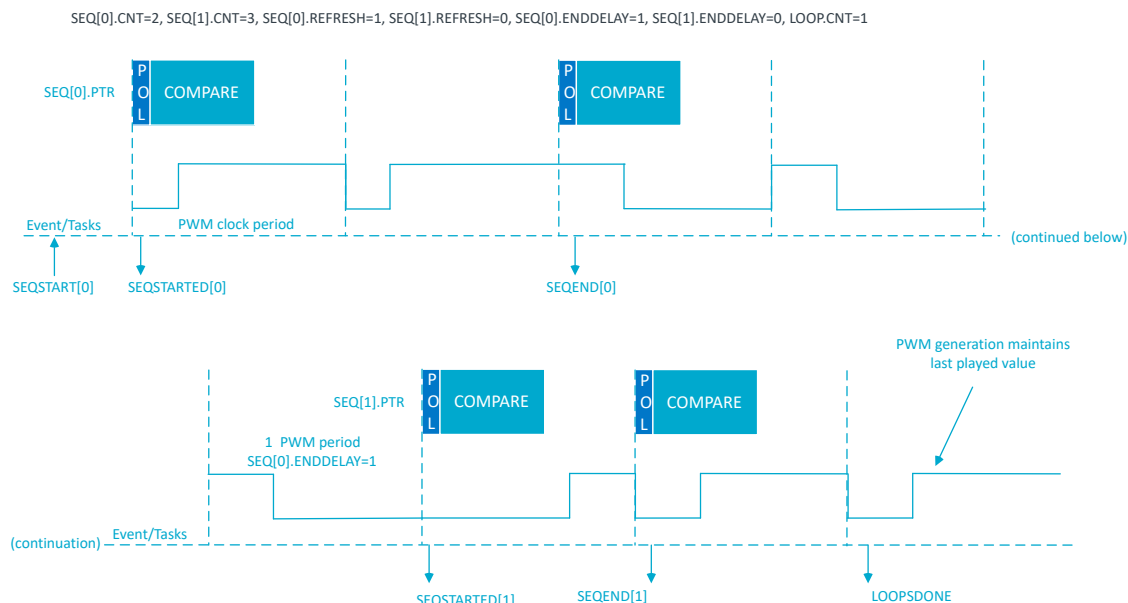 SEQ[0].CNT=2, SEQ[1].CNT=3, SEQ[0].REFRESH=1, SEQ[1].REFRESH=0, SEQ[0].ENDDELAY=1, SEQ[1].ENDDELAY=0, LOOP.CNT=1
SEQ[0].PTR
P
O
L
COMPARE
P
O
L
COMPARE
Event/Tasks
PWM clock period
(continued below)
SEQSTART[0]
SEQSTARTED[0]
SEQEND[0]
PWM generation maintains
last played value
SEQ[1].PTR
P
O
L
COMPARE
P
O
L
COMPARE
1 PWM period
SEQ[0].ENDDELAY=1
Event/Tasks
(continuation)
SEQSTARTED[1]
SEQEND[1]
LOOPSDONE